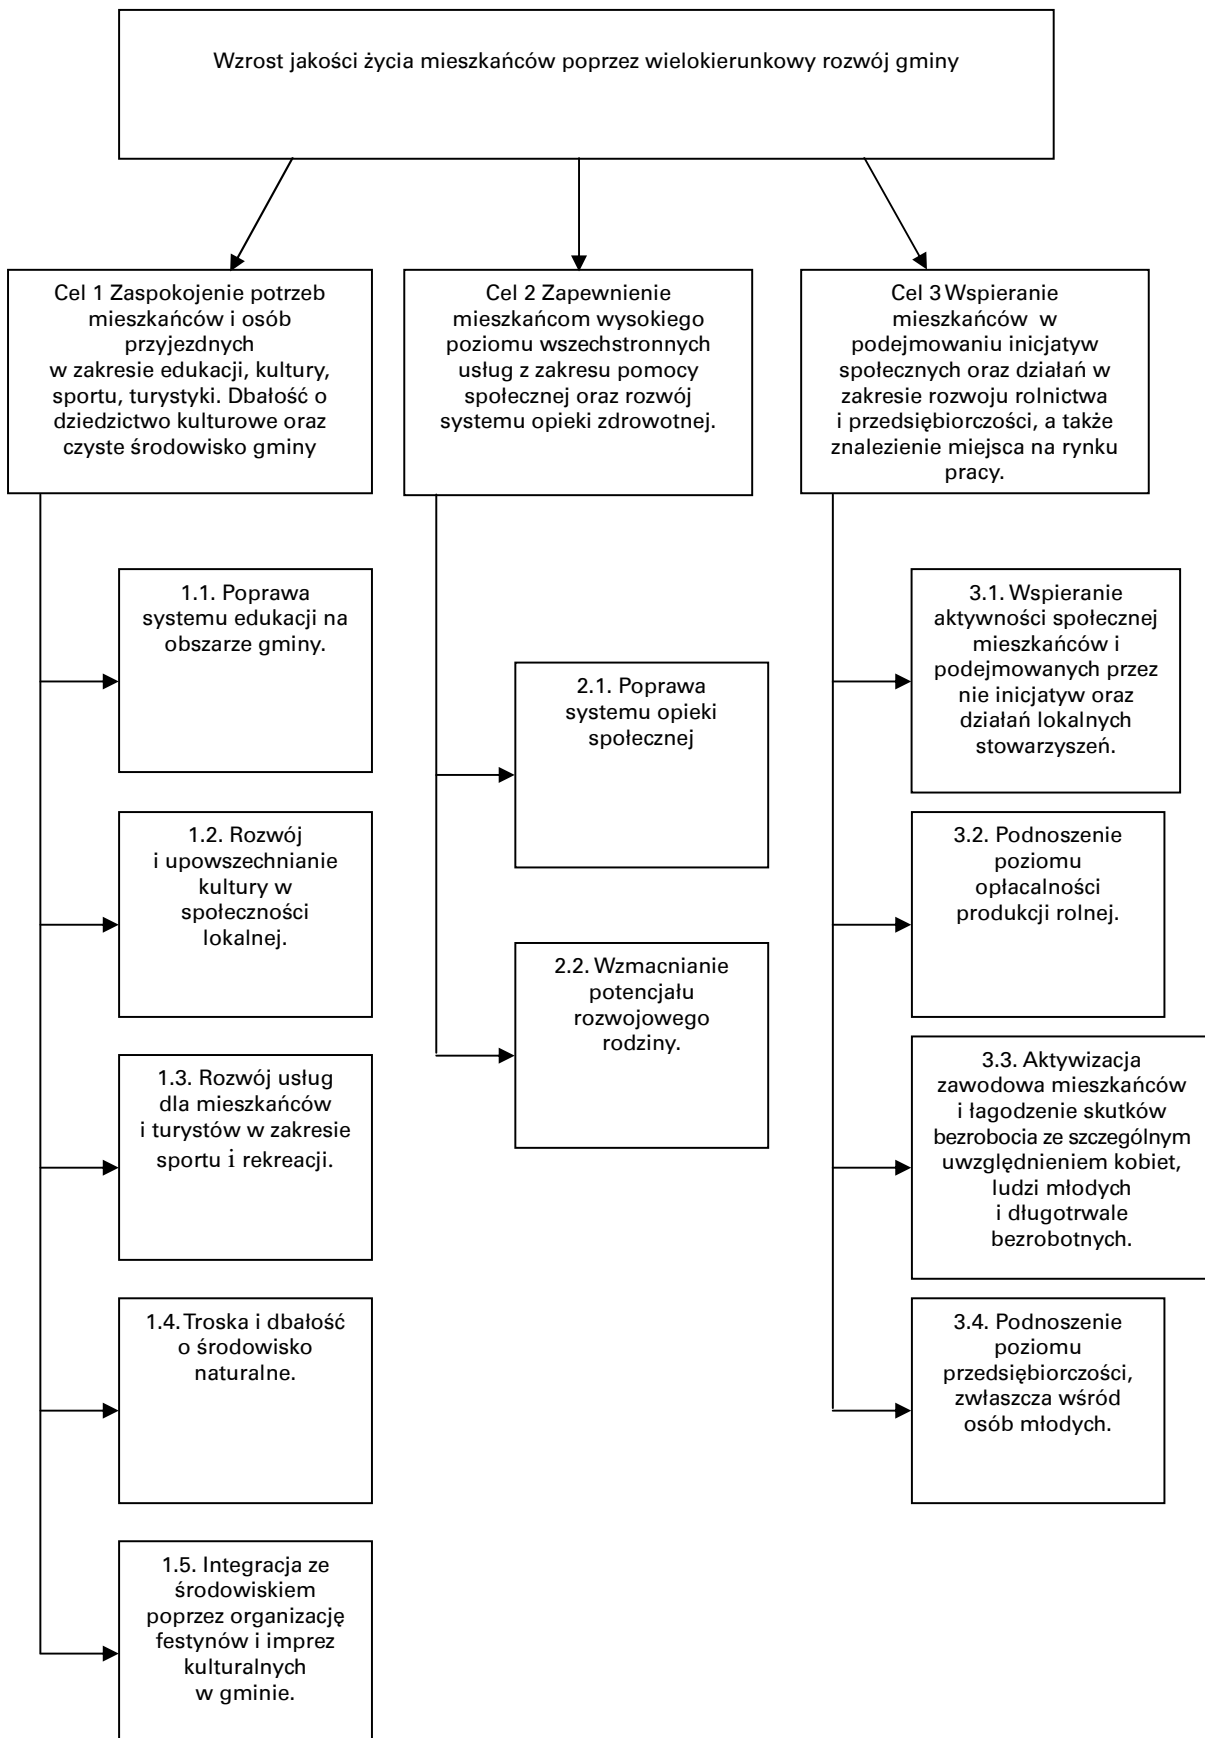 Wzrost jakości życia mieszkańców poprzez wielokierunkowy rozwój gminy
Cel 1 Zaspokojenie potrzeb
mieszkańców i osób
przyjezdnych
w zakresie edukacji, kultury,
sportu, turystyki. Dbałość o
dziedzictwo kulturowe oraz
czyste środowisko gminy
Cel 2 Zapewnienie
mieszkańcom wysokiego
poziomu wszechstronnych
usług z zakresu pomocy
społecznej oraz rozwój
systemu opieki zdrowotnej.
Cel 3 Wspieranie
mieszkańców w
podejmowaniu inicjatyw
społecznych oraz działań w
zakresie rozwoju rolnictwa
i przedsiębiorczości, a także
znalezienie miejsca na rynku
pracy.
1.1. Poprawa
systemu edukacji na
obszarze gminy.
1.2. Rozwój
i upowszechnianie
kultury w
społeczności
lokalnej.
1.3. Rozwój usług
dla mieszkańców
i turystów w zakresie
sportu i rekreacji.
1.4. Troska i dbałość
o środowisko
naturalne.
1.5. Integracja ze
środowiskiem
poprzez organizację
festynów i imprez
kulturalnych
w gminie.
2.1. Poprawa
systemu opieki
społecznej
2.2. Wzmacnianie
potencjału
rozwojowego
rodziny.
3.1. Wspieranie
aktywności społecznej
mieszkańców i
podejmowanych przez
nie inicjatyw oraz
działań lokalnych
stowarzyszeń.
3.2. Podnoszenie
poziomu
opłacalności
produkcji rolnej.
3.3. Aktywizacja
zawodowa mieszkańców
i łagodzenie skutków
bezrobocia ze szczególnym
uwzględnieniem kobiet,
ludzi młodych
i długotrwale
bezrobotnych.
3.4. Podnoszenie
poziomu
przedsiębiorczości,
zwłaszcza wśród
osób młodych.